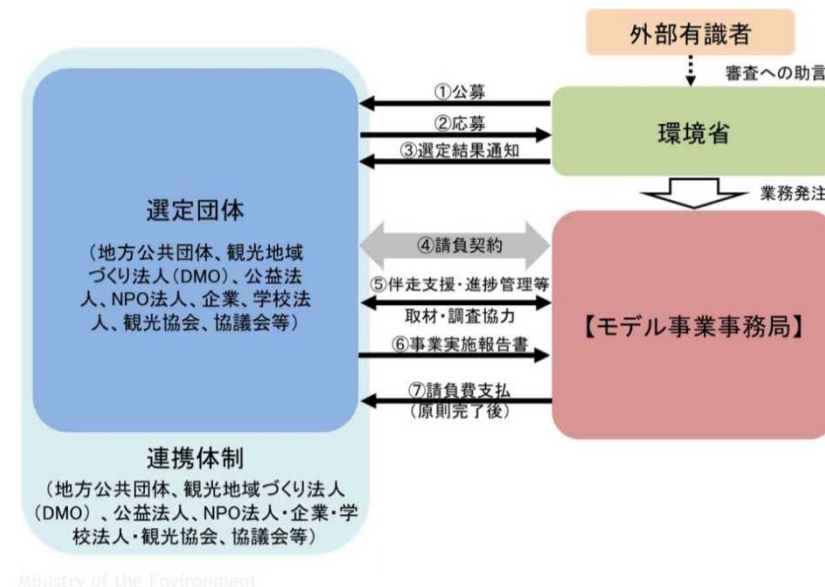 外部有識者
審査への助言
①公募
②応募
③選定結果通知
環境省
業務発注
選定団体
(地方公共団体、観光地域
づくり法人(DMO)、公益法
人、NPO法人、企業、学校法
人、観光協会、協議会等)
④請負契約
⑤伴走支援・進捗管理等
取材・調査協力
⑥事業実施報告書
⑦請負費支払
(原則完了後)
【モデル事業事務局】
連携体制
(地方公共団体、観光地域づくり法人
(DMO) 、公益法人、NPO法人・企業・学
校法人・観光協会、協議会等)
Ministry of the Environment